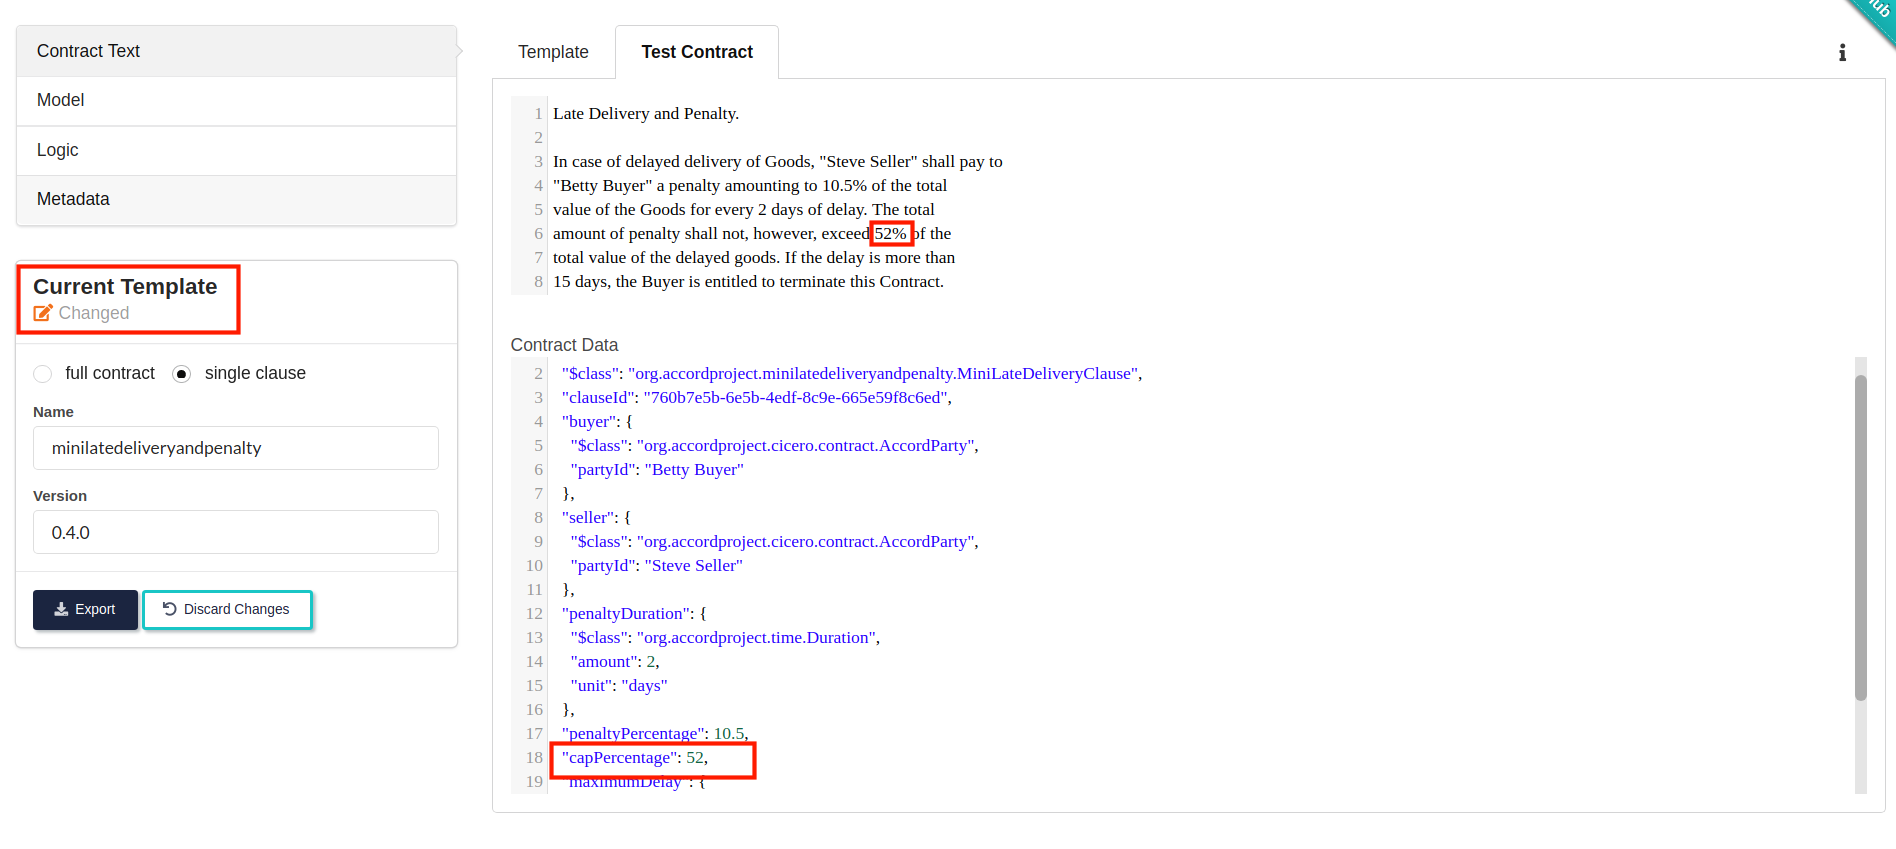 Contract Text
Model
Logic
Metadata
Current Template
Changed
full contract single clause
Name
minilatedeliveryandpenalty
Version
0.4.0
Export Discard Changes
Template Test Contract
1 Late Delivery and Penalty.
2
3 In case of delayed delivery of Goods, "Steve Seller" shall pay to
4 "Betty Buyer" a penalty amounting to 10.5% of the total
5 value of the Goods for every 2 days of delay. The total
6 amount of penalty shall not, however, exceed 52% of the
7 total value of the delayed goods. If the delay is more than
8 15 days, the Buyer is entitled to terminate this Contract.
Contract Data
2 "$class": "org.accordproject.minilatedeliveryandpenalty.MiniLateDeliveryClause",
3 "clauseId": "760b7e5b-6e5b-4edf-8c9e-665e59f8c6ed",
4 "buyer": {
5 "$class": "org.accordproject.cicero.contract.AccordParty",
6 "partyId": "Betty Buyer"
7 },
8 "seller": {
9 "$class": "org.accordproject.cicero.contract.AccordParty",
10 "partyId": "Steve Seller"
11 },
12 "penaltyDuration": {
13 "$class": "org.accordproject.time.Duration",
14 "amount": 2,
15 "unit": "days"
16 },
17 "penaltyPercentage": 10.5,
18 "capPercentage": 52,
19 "maximumDelay": {